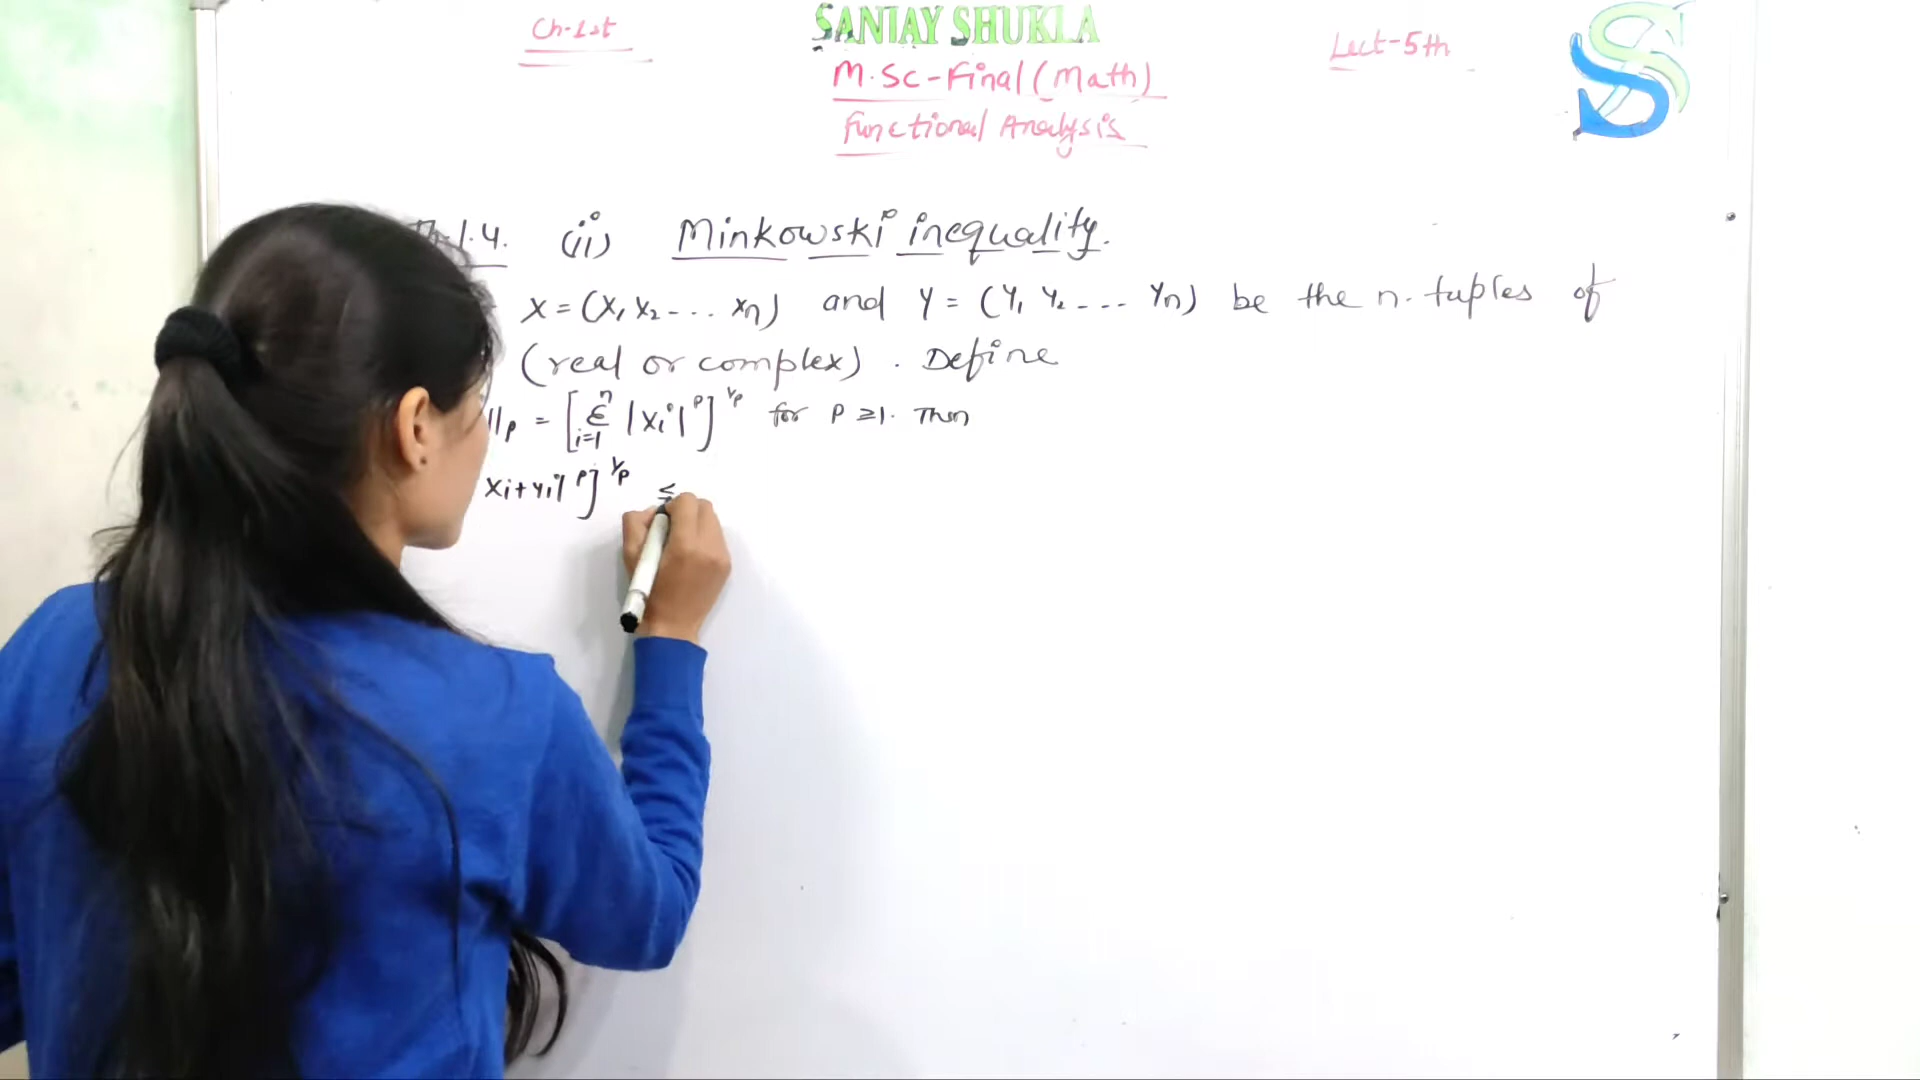 Ch-1st
SANJAY SHUKLA
Lect-5th
M.SC-Final (Math)
Functional Analysis
Th-1.4. (ii) Minkowski inequality.
X = (x₁ x₂ --... xn) and Y = (Y₁ Y₂ --... Yn) be the n.tuples of
(real or complex). Define
||p = [Σ i=1 n |xi|^p]^1/p for P ≥1. Then
xi+yi|^p]^1/p ≤
S